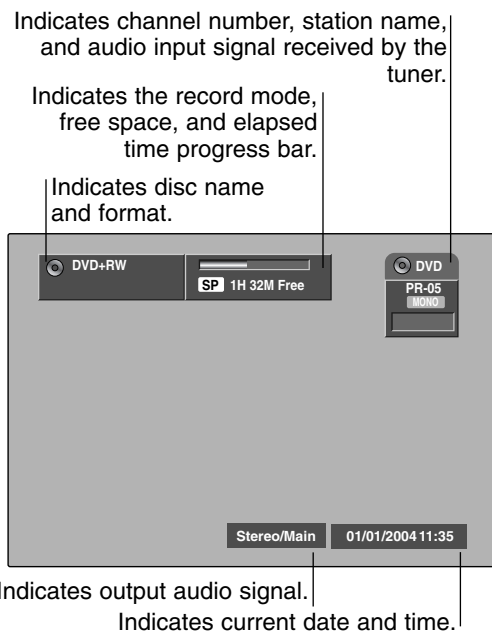 Indicates channel number, station name,
and audio input signal received by the
tuner.
Indicates the record mode,
free space, and elapsed
time progress bar.
Indicates disc name
and format.
DVD+RW
SP 1H 32M Free
DVD
PR-05
MONO
Stereo/Main 01/01/2004 11:35
Indicates output audio signal.
Indicates current date and time.